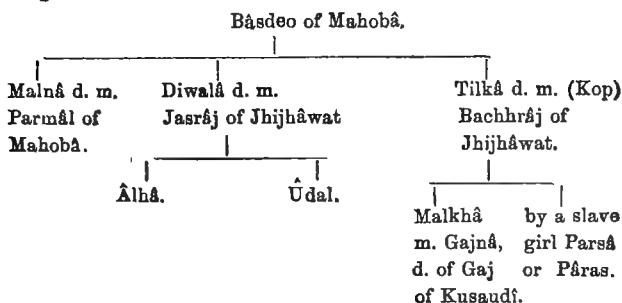 Bâsdeo of Mahobâ.
Malnâ d. m. Diwalâ d. m. Tilkâ d. m. (Kop)
Parmâl of Jasrâj of Jhijhâwat Bachhrâj of
Mahobâ. Jhijhâwat.
Âlhâ. Ûdal.
Malkhâ by a slave
m. Gajnâ, girl Parsâ
d. of Gaj or Pâras.
of Kusaudî.